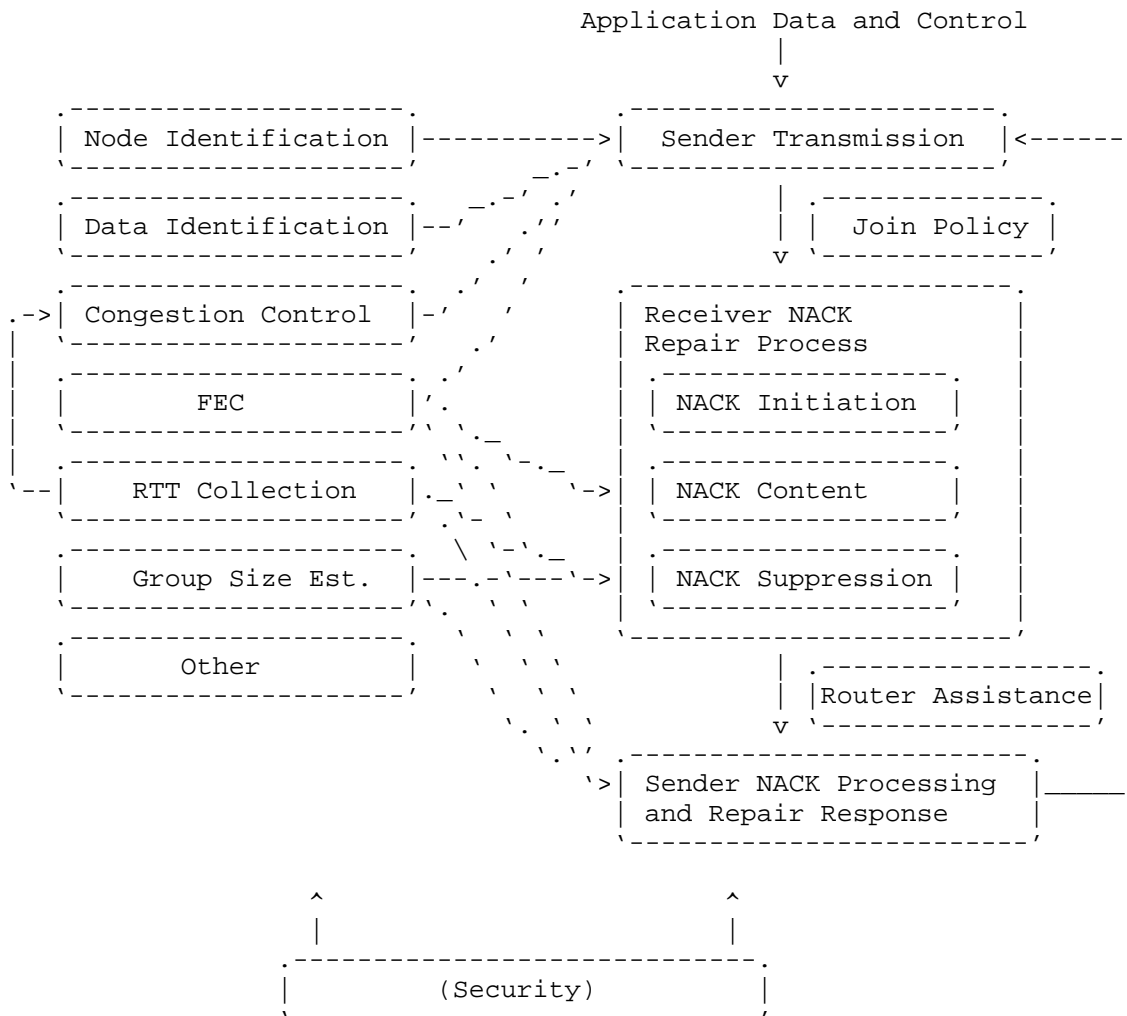 Application Data and Control
Node Identification
Sender Transmission
Data Identification
Join Policy
Congestion Control
Receiver NACK
Repair Process
FEC
NACK Initiation
RTT Collection
NACK Content
Group Size Est.
NACK Suppression
Other
Router Assistance
Sender NACK Processing
and Repair Response
(Security)